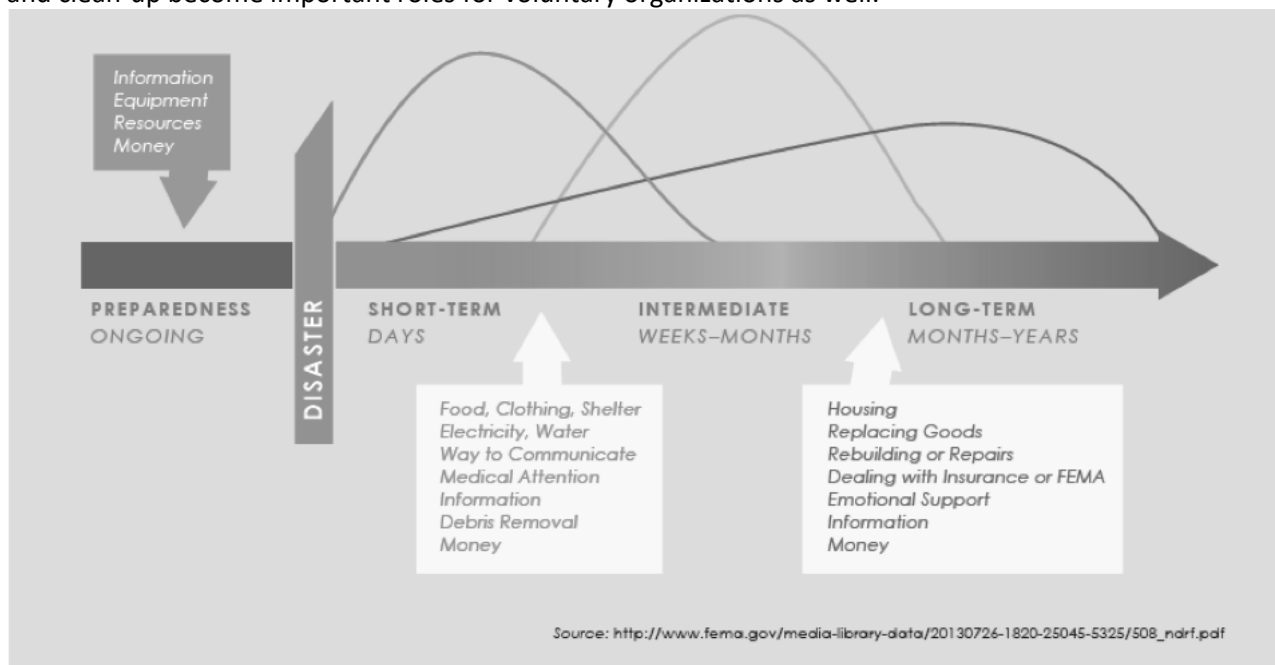 and clean-up become important roles for voluntary organizations as well.
Information
Equipment
Resources
Money
DISASTER
PREPAREDNESS
ONGOING
SHORT-TERM
DAYS
INTERMEDIATE
WEEKS–MONTHS
LONG-TERM
MONTHS–YEARS
Food, Clothing, Shelter
Electricity, Water
Way to Communicate
Medical Attention
Information
Debris Removal
Money
Housing
Replacing Goods
Rebuilding or Repairs
Dealing with Insurance or FEMA
Emotional Support
Information
Money
Source: http://www.fema.gov/media-library-data/20130726-1820-25045-5325/508_ndrf.pdf